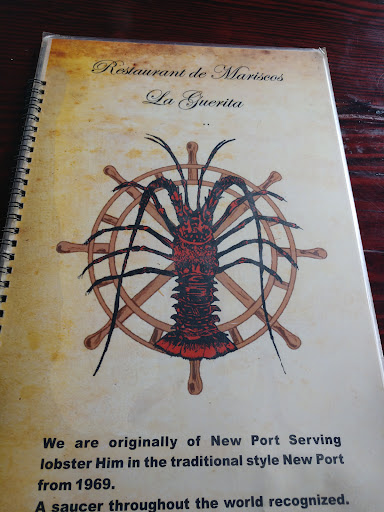 Restaurant de Mariscos
La Guerita
We are originally of New Port Serving
lobster Him in the traditional style New Port
from 1969.
A saucer throughout the world recognized.